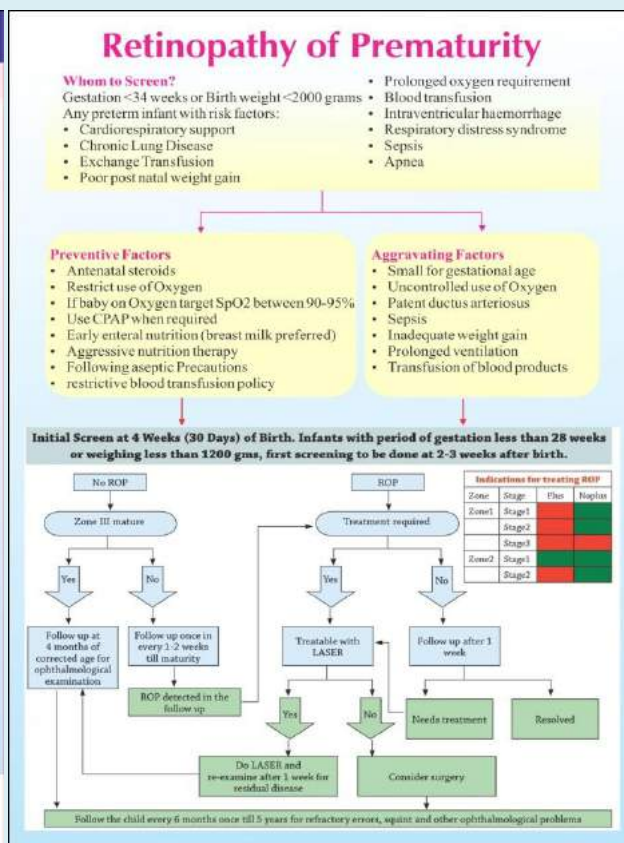 Retinopathy of Prematurity
Whom to Screen?
Gestation <34 weeks or Birth weight <2000 grams
Any preterm infant with risk factors:
• Cardiorespiratory support
• Chronic Lung Disease
• Exchange Transfusion
• Poor post natal weight gain
• Prolonged oxygen requirement
• Blood transfusion
• Intraventricular haemorrhage
• Respiratory distress syndrome
• Sepsis
• Apnea
Preventive Factors
• Antenatal steroids
• Restrict use of Oxygen
• If baby on Oxygen target SpO2 between 90-95%
• Use CPAP when required
• Early enteral nutrition (breast milk preferred)
• Aggressive nutrition therapy
• Following aseptic Precautions
• restrictive blood transfusion policy
Aggravating Factors
• Small for gestational age
• Uncontrolled use of Oxygen
• Patent ductus arteriosus
• Sepsis
• Inadequate weight gain
• Prolonged ventilation
• Transfusion of blood products
Initial Screen at 4 Weeks (30 Days) of Birth. Infants with period of gestation less than 28 weeks
or weighing less than 1200 gms, first screening to be done at 2-3 weeks after birth.
No ROP
Zone III mature
Yes
No
Follow up at
4 months of
corrected age for
ophthalmological
examination
Follow up once in
every 1-2 weeks
till maturity
ROP detected in the
follow up
ROP
Treatment required
Yes
No
Treatable with
LASER
Follow up after 1
week
Yes
No
Needs treatment
Resolved
Do LASER and
re-examine after 1 week for
residual disease
Consider surgery
Indications for treating ROP
Zone Stage Plus Noplus
Zone1 Stage1
Stage2
Stage3
Zone2 Stage1
Stage2
Follow the child every 6 months once till 5 years for refractory errors, squint and other ophthalmological problems